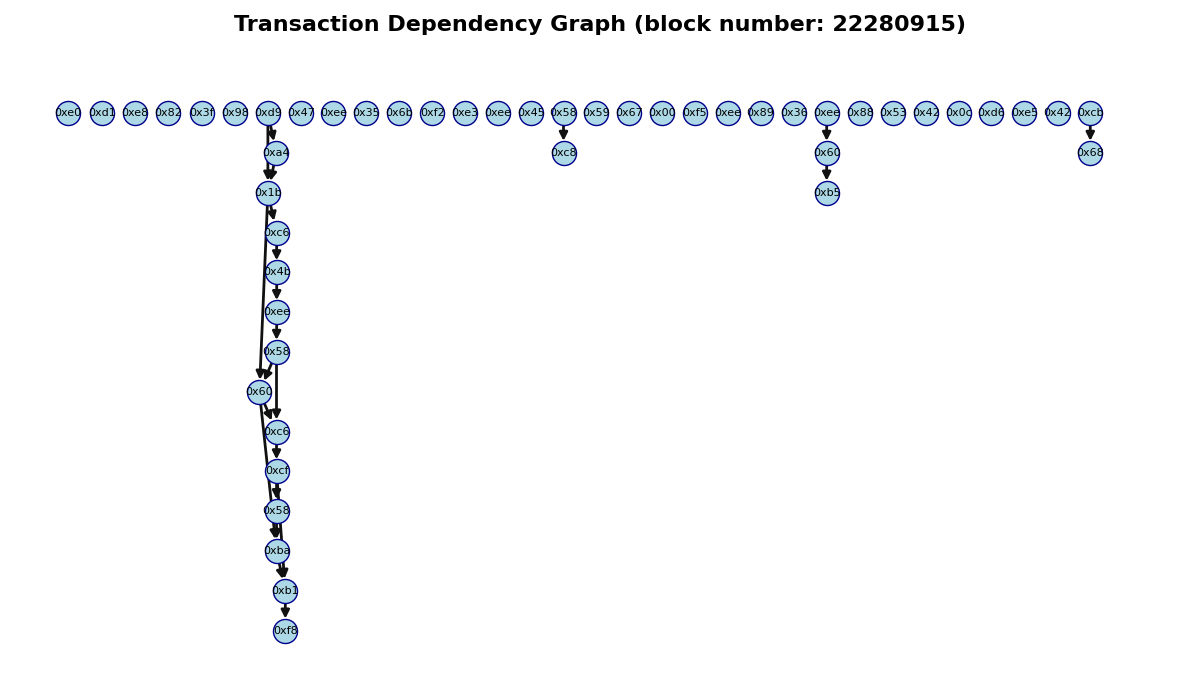 Transaction Dependency Graph (block number: 22280915)
0xe0 0xd1 0xe8 0x82 0x3f 0x98 0xd9 0x47 0xee 0x35 0x6b 0xf2 0xe3 0xee 0x45 0x58 0x59 0x67 0x00 0xf5 0xee 0x89 0x36 0xee 0x88 0x53 0x42 0x0c 0xd6 0xe5 0x42 0xcb
0xa4 0xc8 0x60 0x68
0x1b 0xb5
0xc6
0x4b
0xee
0x58
0x60
0xc6
0xcf
0x58
0xba
0xb1
0xf8